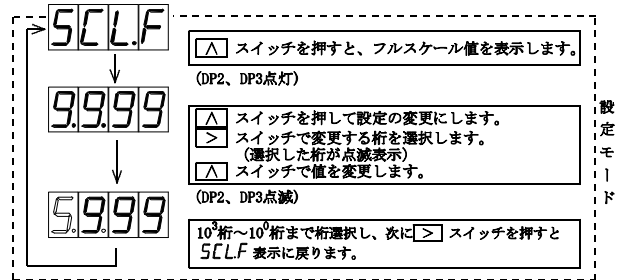 SCL.F
∧ スイッチを押すと、フルスケール値を表示します。
(DP2、DP3点灯)
9.9.99
∧ スイッチを押して設定の変更にします。
> スイッチで変更する桁を選択します。
(選択した桁が点滅表示)
∧ スイッチで値を変更します。
(DP2、DP3点滅)
5.9.99
10³桁～10⁰桁まで桁選択し、次に > スイッチを押すと
SCL.F 表示に戻ります。
設定モード